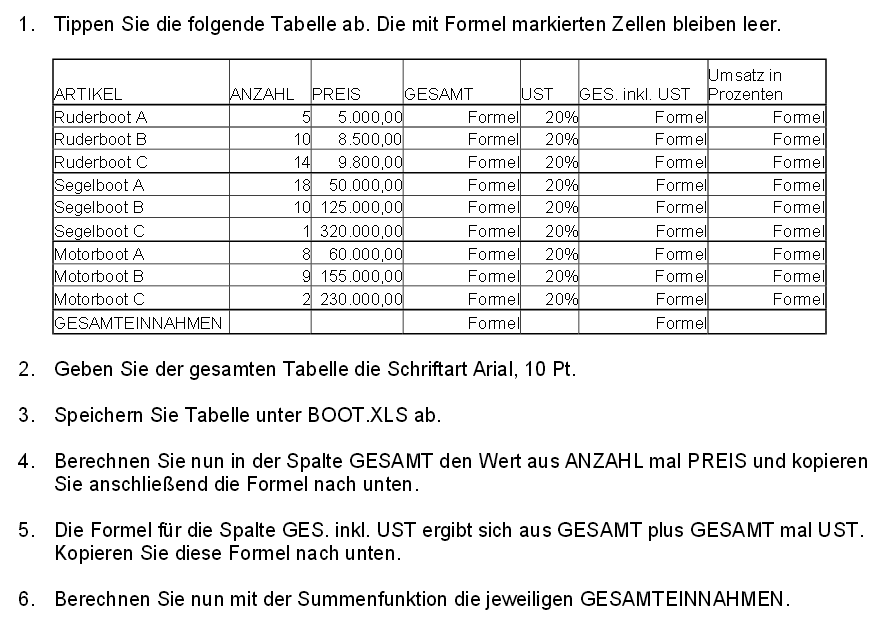 1. Tippen Sie die folgende Tabelle ab. Die mit Formel markierten Zellen bleiben leer.
ARTIKEL ANZAHL PREIS GESAMT UST GES. inkl. UST Umsatz in Prozenten
Ruderboot A 5 5.000,00 Formel 20% Formel Formel
Ruderboot B 10 8.500,00 Formel 20% Formel Formel
Ruderboot C 14 9.800,00 Formel 20% Formel Formel
Segelboot A 18 50.000,00 Formel 20% Formel Formel
Segelboot B 10 125.000,00 Formel 20% Formel Formel
Segelboot C 1 320.000,00 Formel 20% Formel Formel
Motorboot A 8 60.000,00 Formel 20% Formel Formel
Motorboot B 9 155.000,00 Formel 20% Formel Formel
Motorboot C 2 230.000,00 Formel 20% Formel Formel
GESAMTEINNAHMEN Formel Formel
2. Geben Sie der gesamten Tabelle die Schriftart Arial, 10 Pt.
3. Speichern Sie Tabelle unter BOOT.XLS ab.
4. Berechnen Sie nun in der Spalte GESAMT den Wert aus ANZAHL mal PREIS und kopieren
Sie anschließend die Formel nach unten.
5. Die Formel für die Spalte GES. inkl. UST ergibt sich aus GESAMT plus GESAMT mal UST.
Kopieren Sie diese Formel nach unten.
6. Berechnen Sie nun mit der Summenfunktion die jeweiligen GESAMTEINNAHMEN.